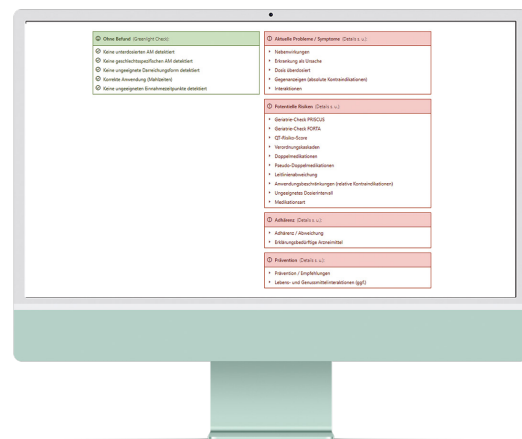 Ohne Befund (Greenlight Check)
Keine unterdosierten AM detektiert
Keine geschlechtsspezifischen AM detektiert
Keine ungeeignete Darreichungsform detektiert
Korrekte Anwendung (Mahlzeiten)
Keine ungeeigneten Einnahmezeitpunkte detektiert
Aktuelle Probleme / Symptome (Details s. u.)
Nebenwirkungen
Erkrankung als Ursache
Dosis überdosiert
Gegenanzeigen (absolute Kontraindikationen)
Interaktionen
Potentielle Risiken (Details s. u.)
Geriatrie-Check PRISCUS
Geriatrie-Check FORTA
QT-Risiko-Score
Verordnungskaskaden
Doppelmedikationen
Pseudo-Doppelmedikationen
Leitlinienabweichung
Anwendungsbeschränkungen (relative Kontraindikationen)
Ungeeignetes Dosierintervall
Medikationsart
Adhärenz (Details s. u.)
Adhärenz / Abweichung
Erklärungsbedürftige Arzneimittel
Prävention (Details s. u.)
Prävention / Empfehlungen
Lebens- und Genussmittelinteraktionen (ggf.)